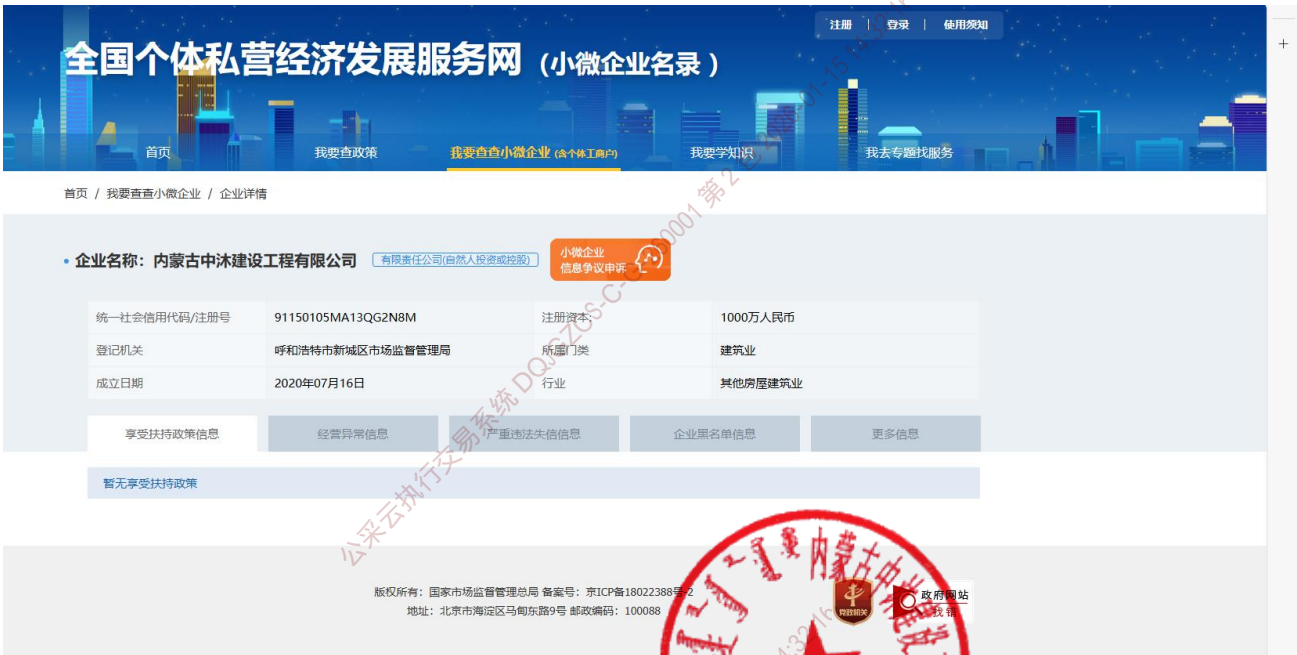 注册 | 登录 | 使用须知
全国个体私营经济发展服务网（小微企业名录）
首页 我要查政策 我要查查小微企业 (含个体工商户) 我要学知识 我去专题找服务
首页 / 我要查查小微企业 / 企业详情
企业名称：内蒙古中沐建设工程有限公司 有限责任公司(自然人投资或控股) 小微企业
信息争议申诉
统一社会信用代码/注册号 91150105MA13QG2N8M 注册资本: 1000万人民币
登记机关 呼和浩特市新城区市场监督管理局 所属门类 建筑业
成立日期 2020年07月16日 行业 其他房屋建筑业
享受扶持政策信息 经营异常信息 严重违法失信信息 企业黑名单信息 更多信息
暂无享受扶持政策
版权所有：国家市场监督管理总局 备案号：京ICP备18022388号-2
地址：北京市海淀区马甸东路9号 邮政编码：100088
党政机关
政府网站
找错
公采云执行交易系统
内蒙古中沐建设